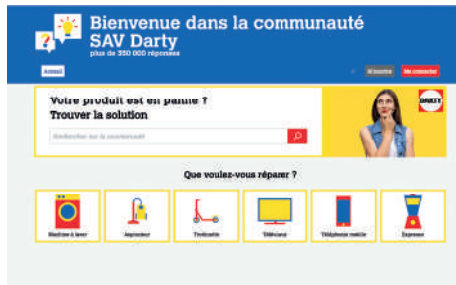 Bienvenue dans la communauté
SAV Darty
plus de 350 000 réponses
Accueil
M'inscrire
Me connecter
Votre produit est en panne ?
Trouver la solution
Rechercher sur la communauté
DARTY
Que voulez-vous réparer ?
Machine à laver
Aspirateur
Trottinette
Téléviseur
Téléphone mobile
Expresso